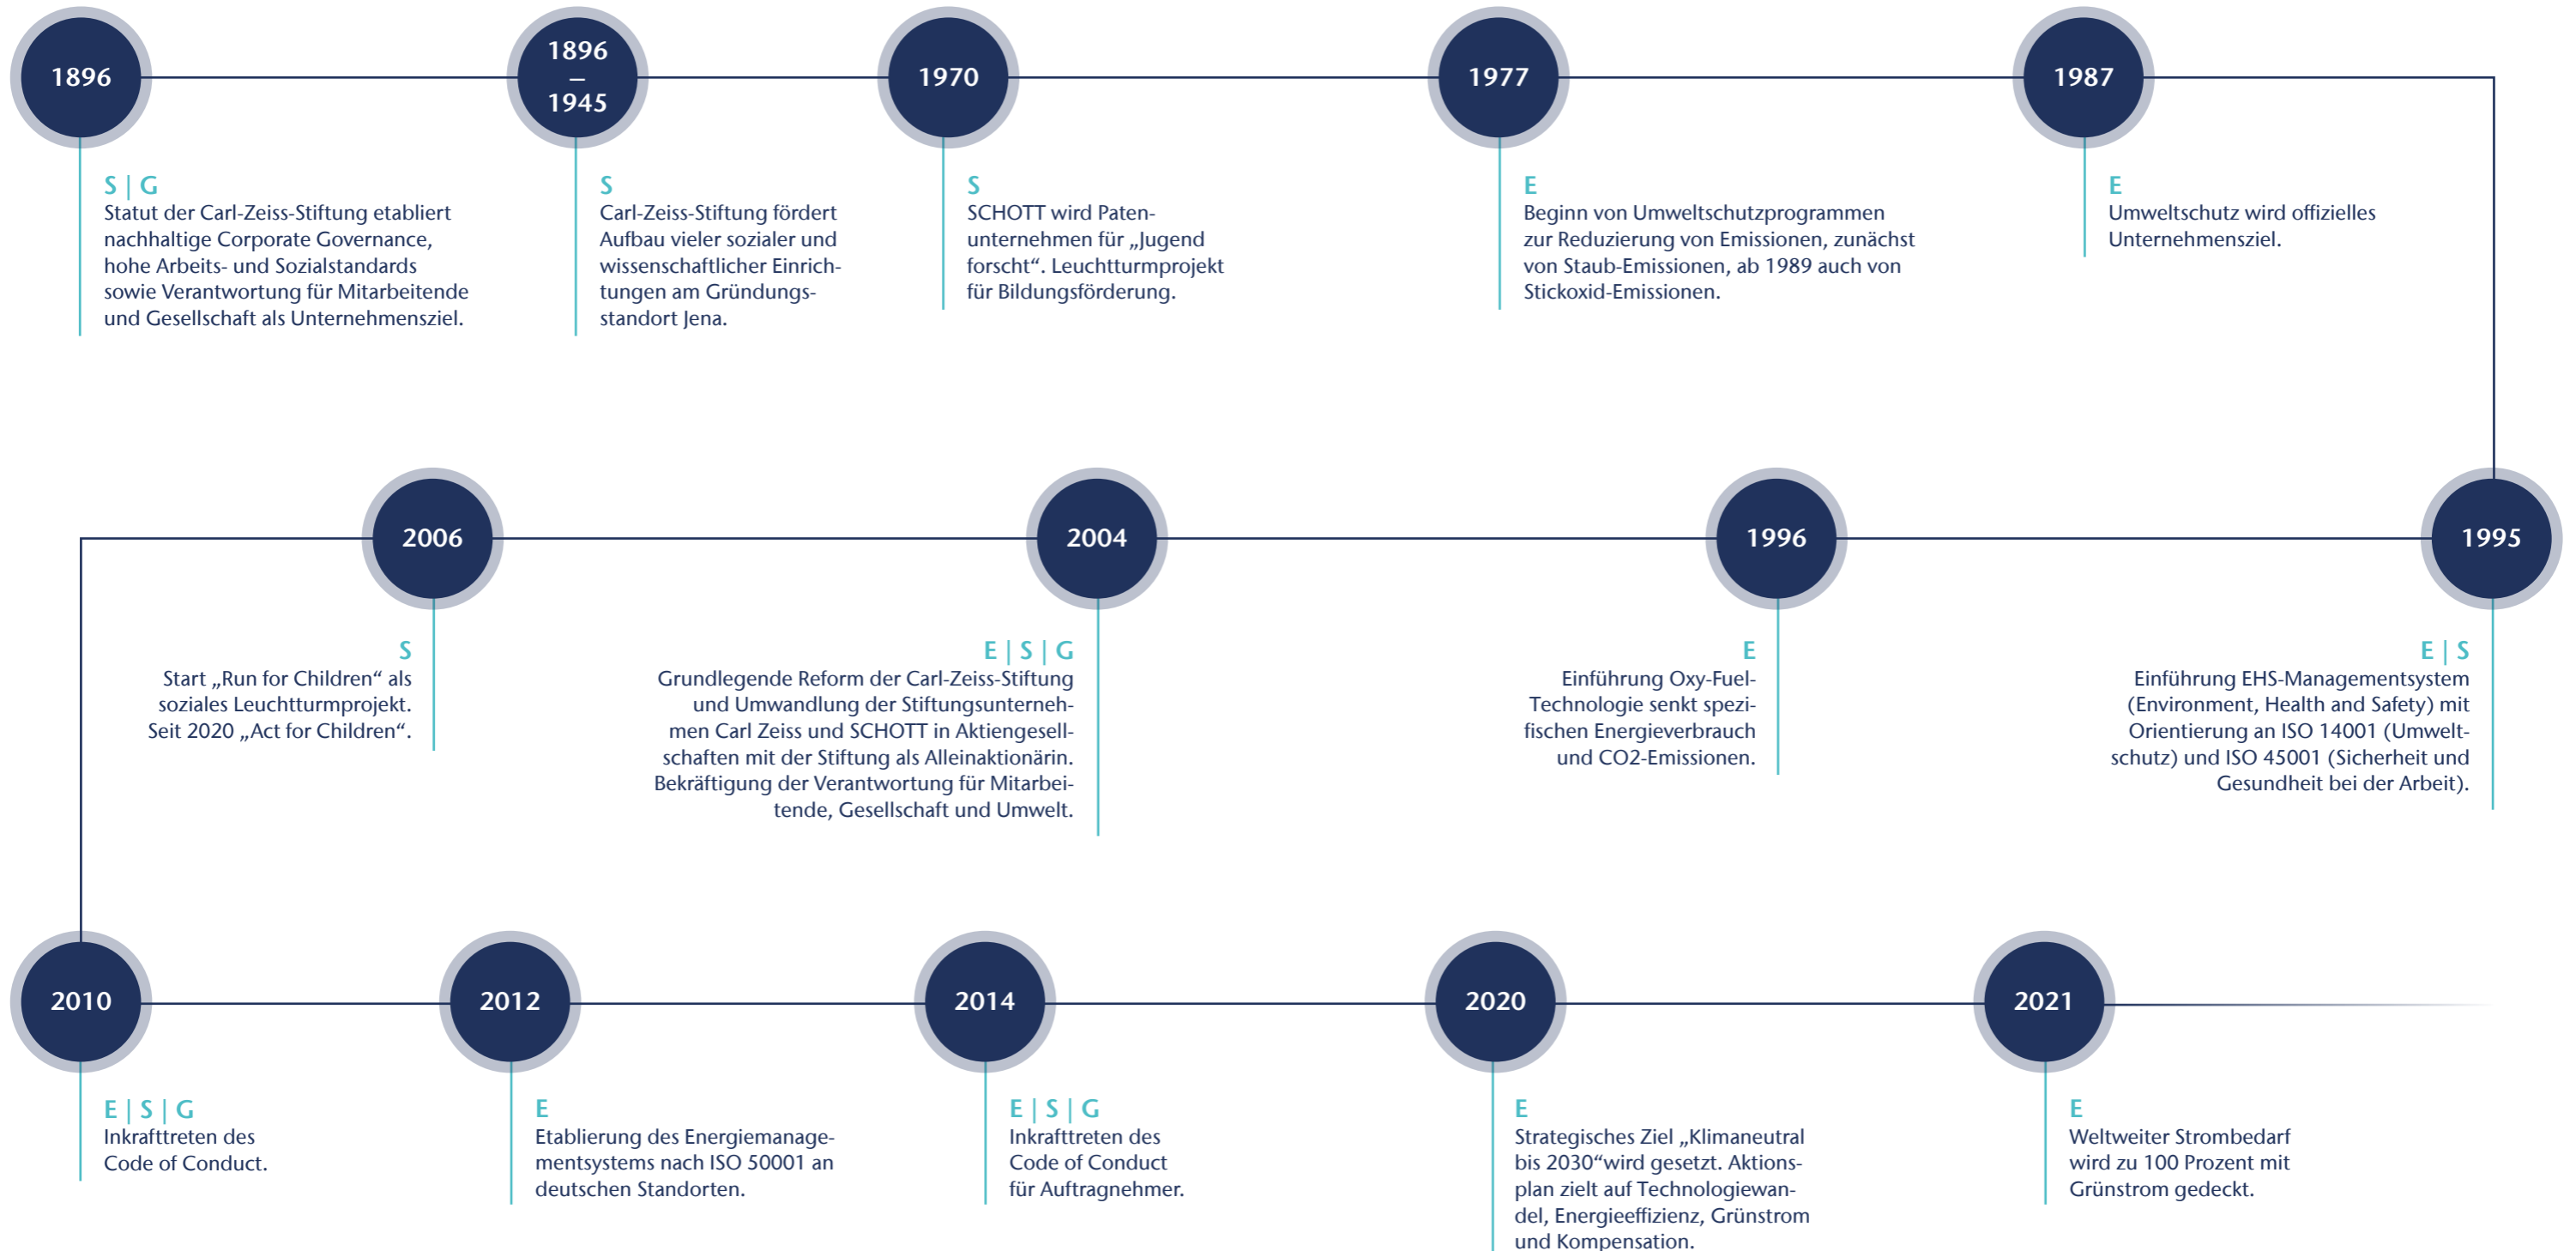 1896
S | G
Statut der Carl-Zeiss-Stiftung etabliert
nachhaltige Corporate Governance,
hohe Arbeits- und Sozialstandards
sowie Verantwortung für Mitarbeitende
und Gesellschaft als Unternehmensziel.
1896
–
1945
S
Carl-Zeiss-Stiftung fördert
Aufbau vieler sozialer und
wissenschaftlicher Einrich-
tungen am Gründungs-
standort Jena.
1970
S
SCHOTT wird Paten-
unternehmen für „Jugend
forscht“. Leuchtturmprojekt
für Bildungsförderung.
1977
E
Beginn von Umweltschutzprogrammen
zur Reduzierung von Emissionen, zunächst
von Staub-Emissionen, ab 1989 auch von
Stickoxid-Emissionen.
1987
E
Umweltschutz wird offizielles
Unternehmensziel.
1995
E | S
Einführung EHS-Managementsystem
(Environment, Health and Safety) mit
Orientierung an ISO 14001 (Umwelt-
schutz) und ISO 45001 (Sicherheit und
Gesundheit bei der Arbeit).
1996
E
Einführung Oxy-Fuel-
Technologie senkt spezi-
fischen Energieverbrauch
und CO2-Emissionen.
2004
E | S | G
Grundlegende Reform der Carl-Zeiss-Stiftung
und Umwandlung der Stiftungsunterneh-
men Carl Zeiss und SCHOTT in Aktiengesell-
schaften mit der Stiftung als Alleinaktionärin.
Bekräftigung der Verantwortung für Mitarbei-
tende, Gesellschaft und Umwelt.
2006
S
Start „Run for Children“ als
soziales Leuchtturmprojekt.
Seit 2020 „Act for Children“.
2010
E | S | G
Inkrafttreten des
Code of Conduct.
2012
E
Etablierung des Energiemanage-
mentsystems nach ISO 50001 an
deutschen Standorten.
2014
E | S | G
Inkrafttreten des
Code of Conduct
für Auftragnehmer.
2020
E
Strategisches Ziel „Klimaneutral
bis 2030“wird gesetzt. Aktions-
plan zielt auf Technologiewan-
del, Energieeffizienz, Grünstrom
und Kompensation.
2021
E
Weltweiter Strombedarf
wird zu 100 Prozent mit
Grünstrom gedeckt.